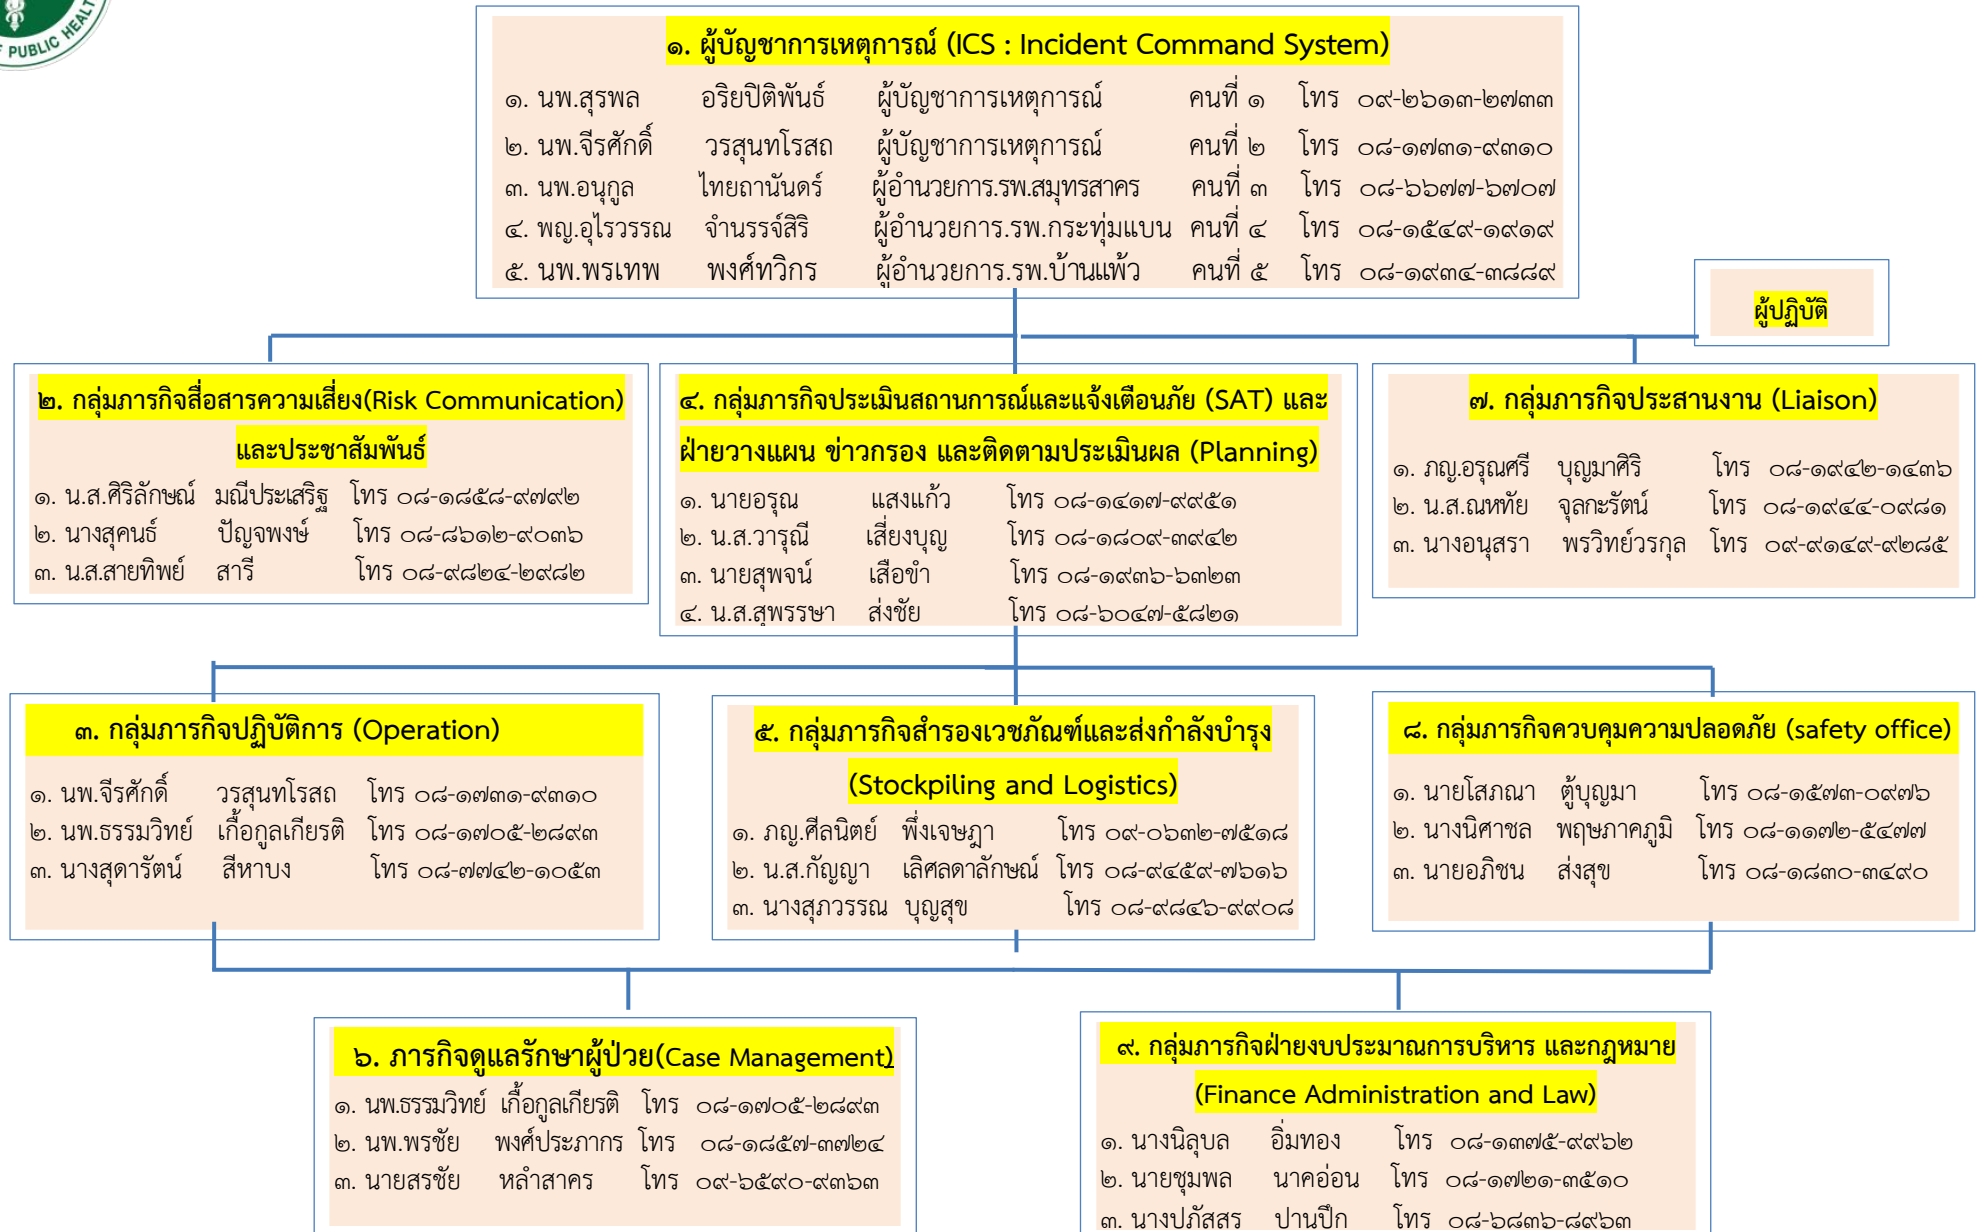 OF PUBLIC HEALTH
๑. ผู้บัญชาการเหตุการณ์ (ICS : Incident Command System)
๑. นพ.สุรพล อริยปิติพันธ์ ผู้บัญชาการเหตุการณ์ คนที่ ๑ โทร ๐๙-๒๖๑๓-๒๗๓๓
๒. นพ.จีรศักดิ์ วรสุนทโรสถ ผู้บัญชาการเหตุการณ์ คนที่ ๒ โทร ๐๘-๑๗๓๑-๙๓๑๐
๓. นพ.อนุกูล ไทยถานันดร์ ผู้อำนวยการ.รพ.สมุทรสาคร คนที่ ๓ โทร ๐๘-๖๖๗๗-๖๗๐๗
๔. พญ.อุไรวรรณ จำนรรจ์สิริ ผู้อำนวยการ.รพ.กระทุ่มแบน คนที่ ๔ โทร ๐๘-๑๕๔๙-๑๙๑๙
๕. นพ.พรเทพ พงศ์ทวิกร ผู้อำนวยการ.รพ.บ้านแพ้ว คนที่ ๕ โทร ๐๘-๑๙๓๔-๓๘๘๙
ผู้ปฏิบัติ
๒. กลุ่มภารกิจสื่อสารความเสี่ยง(Risk Communication)
และประชาสัมพันธ์
๑. น.ส.ศิริลักษณ์ มณีประเสริฐ โทร ๐๘-๑๘๕๘-๙๗๙๒
๒. นางสุคนธ์ ปัญจพงษ์ โทร ๐๘-๘๖๑๒-๙๐๓๖
๓. น.ส.สายทิพย์ สารี โทร ๐๘-๙๘๒๔-๒๙๘๒
๔. กลุ่มภารกิจประเมินสถานการณ์และแจ้งเตือนภัย (SAT) และ
ฝ่ายวางแผน ข่าวกรอง และติดตามประเมินผล (Planning)
๑. นายอรุณ แสงแก้ว โทร ๐๘-๑๔๑๗-๙๙๕๑
๒. น.ส.วารุณี เสี่ยงบุญ โทร ๐๘-๑๘๐๙-๓๙๔๒
๓. นายสุพจน์ เสือขำ โทร ๐๘-๑๙๓๖-๖๓๒๓
๔. น.ส.สุพรรษา ส่งชัย โทร ๐๘-๖๐๔๗-๕๘๒๑
๗. กลุ่มภารกิจประสานงาน (Liaison)
๑. ภญ.อรุณศรี บุญมาศิริ โทร ๐๘-๑๙๔๒-๑๔๓๖
๒. น.ส.ณหทัย จุลกะรัตน์ โทร ๐๘-๑๙๔๔-๐๙๘๑
๓. นางอนุสรา พรวิทย์วรกุล โทร ๐๙-๙๑๔๙-๙๒๘๕
๓. กลุ่มภารกิจปฏิบัติการ (Operation)
๑. นพ.จีรศักดิ์ วรสุนทโรสถ โทร ๐๘-๑๗๓๑-๙๓๑๐
๒. นพ.ธรรมวิทย์ เกื้อกูลเกียรติ โทร ๐๘-๑๗๐๕-๒๘๙๓
๓. นางสุดารัตน์ สีหาบง โทร ๐๘-๗๗๔๒-๑๐๕๓
๕. กลุ่มภารกิจสำรองเวชภัณฑ์และส่งกำลังบำรุง
(Stockpiling and Logistics)
๑. ภญ.ศีลนิตย์ พึ่งเจษฎา โทร ๐๙-๐๖๓๒-๗๕๑๘
๒. น.ส.กัญญา เลิศลดาลักษณ์ โทร ๐๘-๙๔๕๙-๗๖๑๖
๓. นางสุภวรรณ บุญสุข โทร ๐๘-๙๘๔๖-๙๙๐๘
๘. กลุ่มภารกิจควบคุมความปลอดภัย (safety office)
๑. นายโสภณา ตู้บุญมา โทร ๐๘-๑๕๗๓-๐๙๗๖
๒. นางนิศาชล พฤษภาคภูมิ โทร ๐๘-๑๑๗๒-๕๔๗๗
๓. นายอภิชน ส่งสุข โทร ๐๘-๑๘๓๐-๓๔๙๐
๖. ภารกิจดูแลรักษาผู้ป่วย(Case Management)
๑. นพ.ธรรมวิทย์ เกื้อกูลเกียรติ โทร ๐๘-๑๗๐๕-๒๘๙๓
๒. นพ.พรชัย พงศ์ประภากร โทร ๐๘-๑๘๕๗-๓๗๒๔
๓. นายสรชัย หลำสาคร โทร ๐๙-๖๕๙๐-๙๓๖๓
๙. กลุ่มภารกิจฝ่ายงบประมาณการบริหาร และกฎหมาย
(Finance Administration and Law)
๑. นางนิลุบล อิ่มทอง โทร ๐๘-๑๓๗๕-๙๙๖๒
๒. นายชุมพล นาคอ่อน โทร ๐๘-๑๗๒๑-๓๕๑๐
๓. นางปภัสสร ปานปึก โทร ๐๘-๖๘๓๖-๘๙๖๓